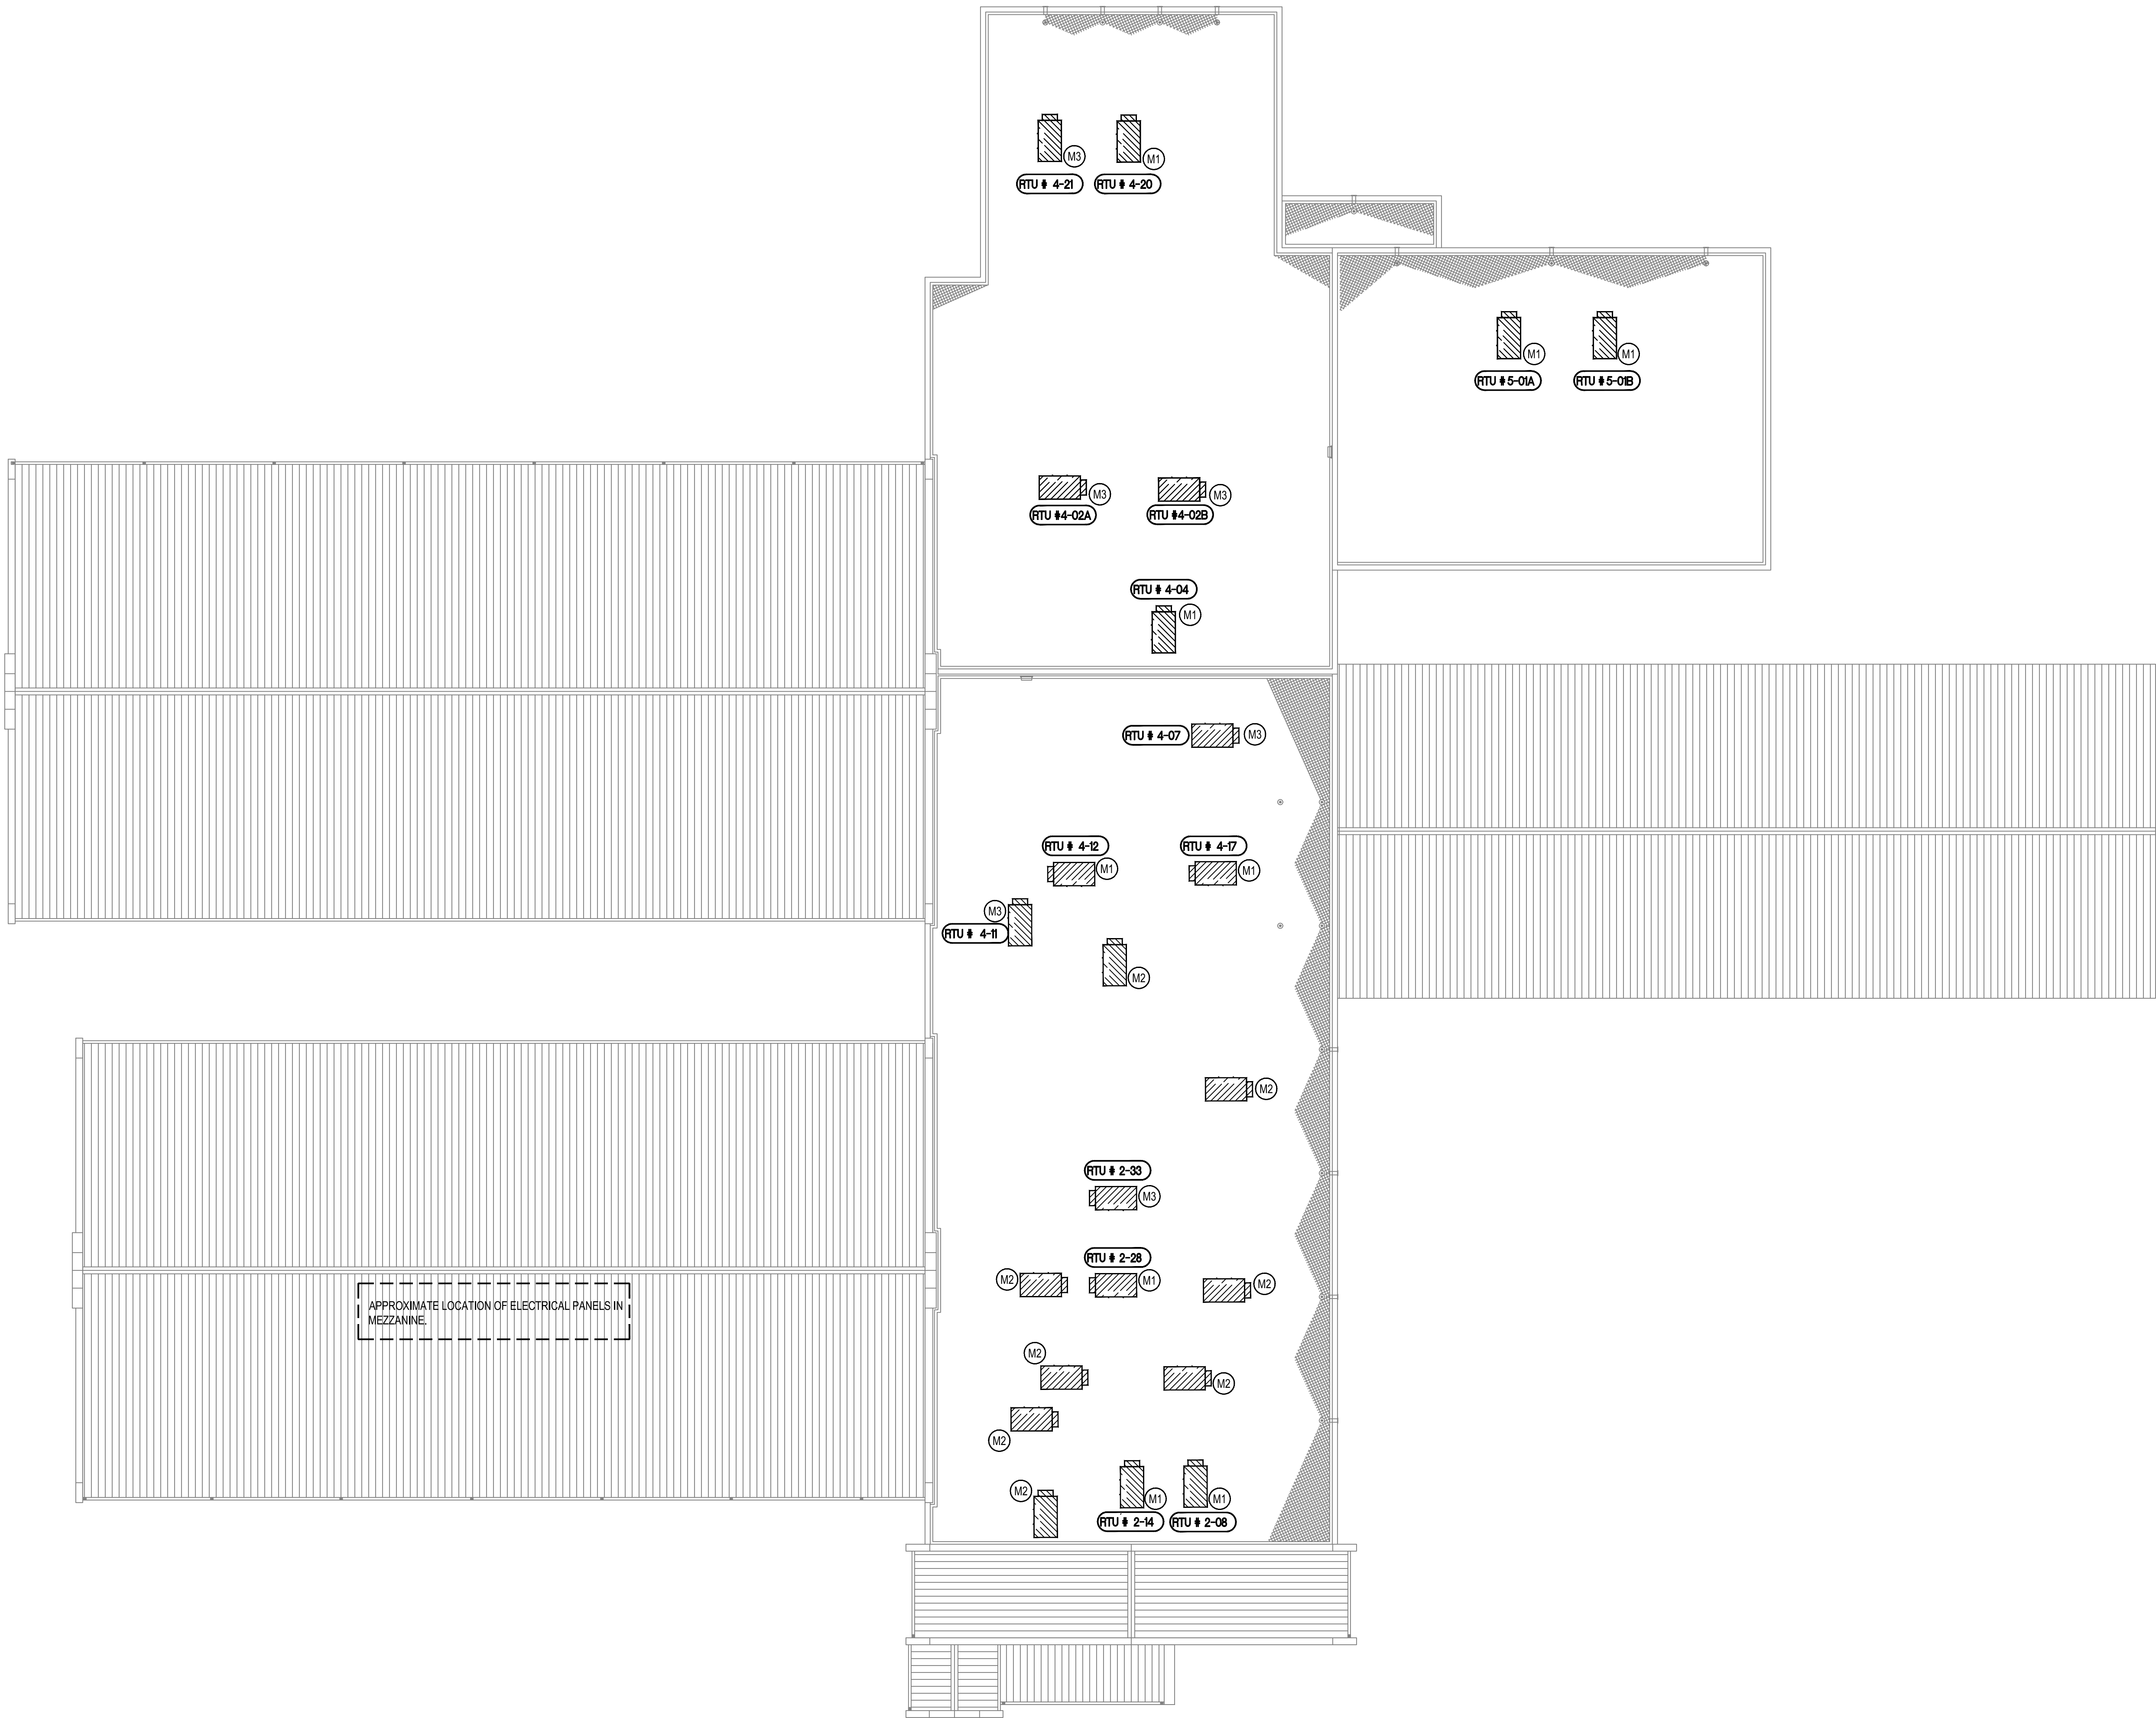 M3
M1
RTU # 4-21
RTU # 4-20
M1
M1
RTU # 5-01A
RTU # 5-01B
M3
M3
RTU #4-02A
RTU #4-02B
RTU # 4-04
M1
RTU # 4-07
M3
RTU # 4-12
RTU # 4-17
M1
M1
M3
RTU # 4-11
M2
M2
RTU # 2-33
M3
RTU # 2-28
M2
M1
M2
APPROXIMATE LOCATION OF ELECTRICAL PANELS IN
MEZZANINE.
M2
M2
M2
M2
M1
M1
RTU # 2-14
RTU # 2-08